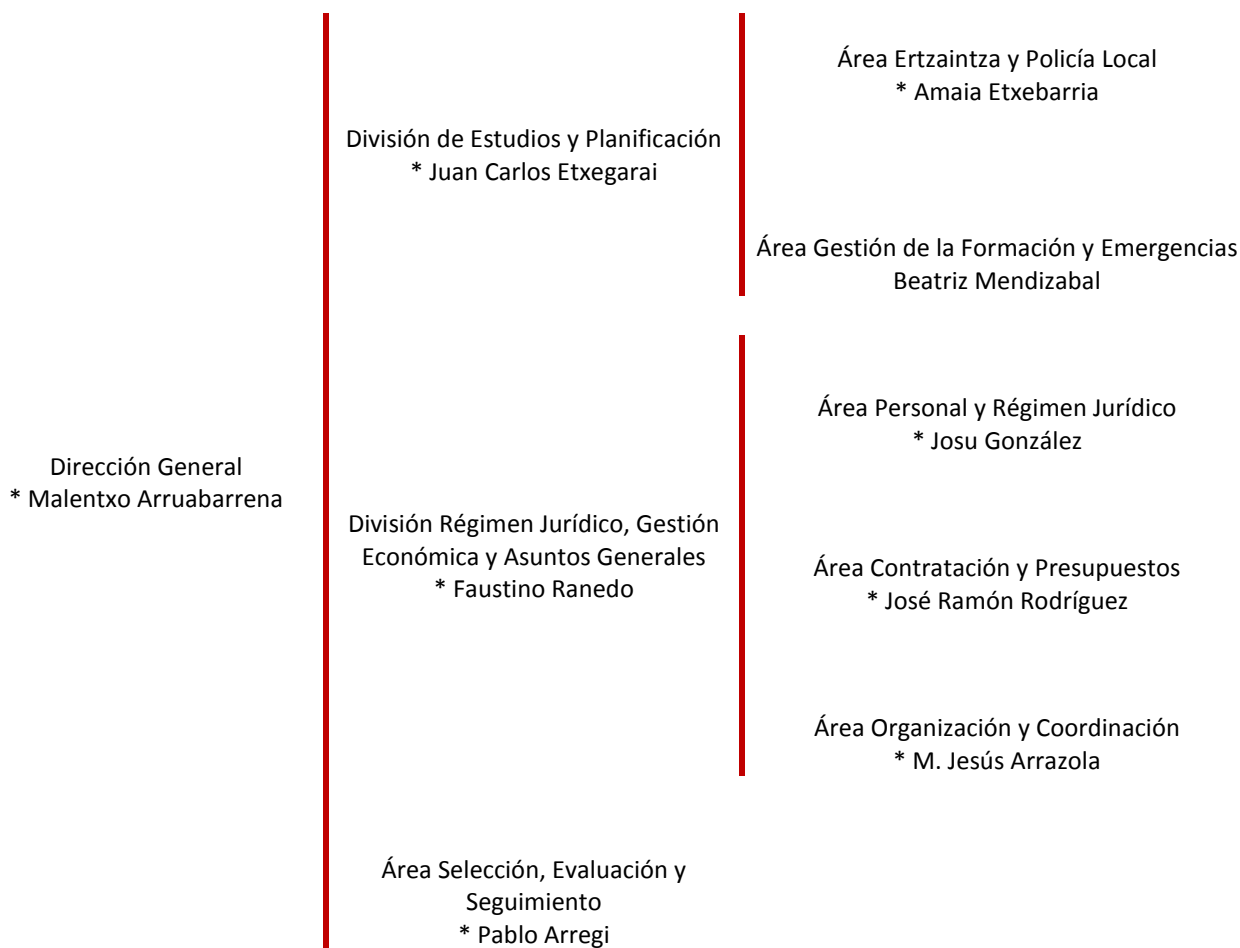 Dirección General
* Malentxo Arruabarrena
División de Estudios y Planificación
* Juan Carlos Etxegarai
Área Ertzaintza y Policía Local
* Amaia Etxebarria
Área Gestión de la Formación y Emergencias
Beatriz Mendizabal
División Régimen Jurídico, Gestión
Económica y Asuntos Generales
* Faustino Ranedo
Área Personal y Régimen Jurídico
* Josu González
Área Contratación y Presupuestos
* José Ramón Rodríguez
Área Organización y Coordinación
* M. Jesús Arrazola
Área Selección, Evaluación y
Seguimiento
* Pablo Arregi